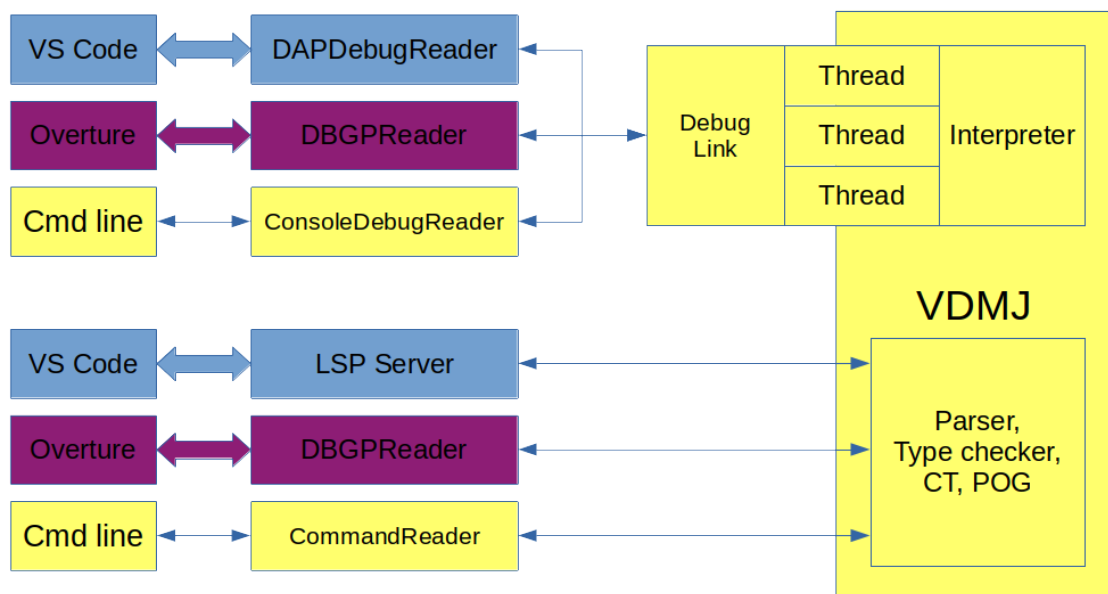 VS Code
DAPDebugReader
Overture
DBGPReader
Cmd line
ConsoleDebugReader
Debug
Link
Thread
Thread
Thread
Interpreter
VDMJ
VS Code
LSP Server
Overture
DBGPReader
Cmd line
CommandReader
Parser,
Type checker,
CT, POG